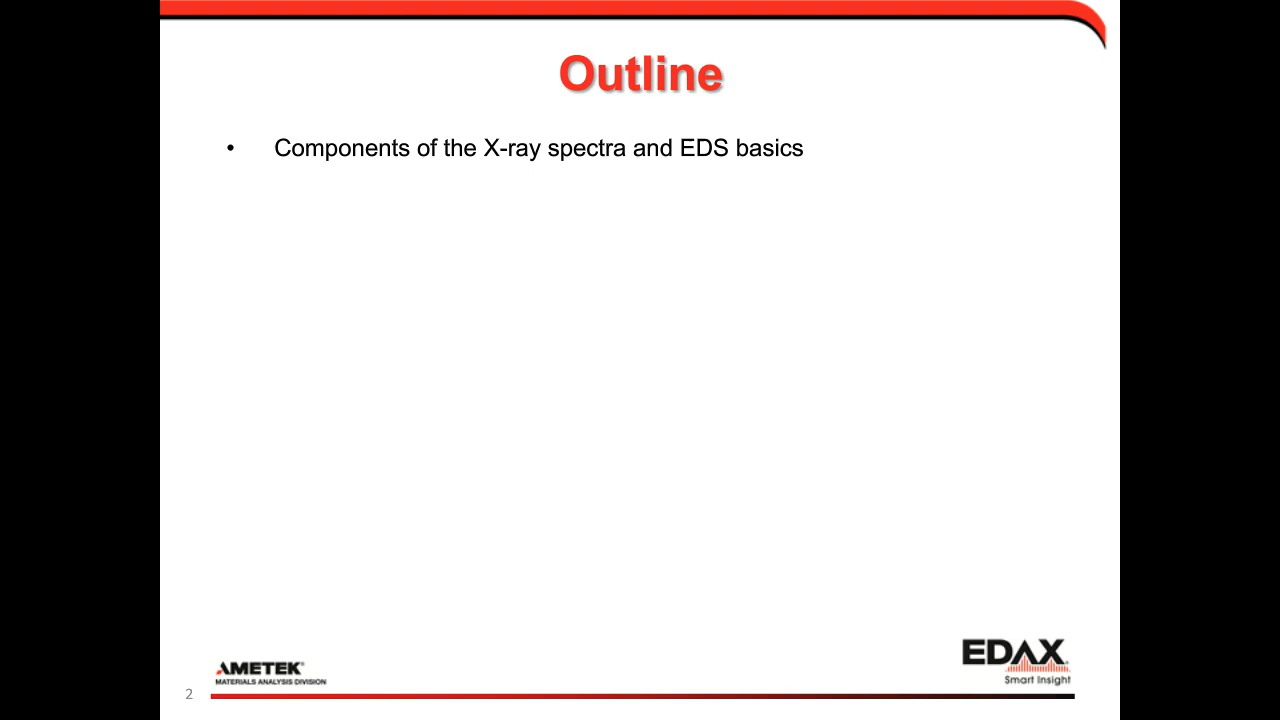 Outline
• Components of the X-ray spectra and EDS basics
AMETEK®
MATERIALS ANALYSIS DIVISION
EDAX
Smart Insight
2